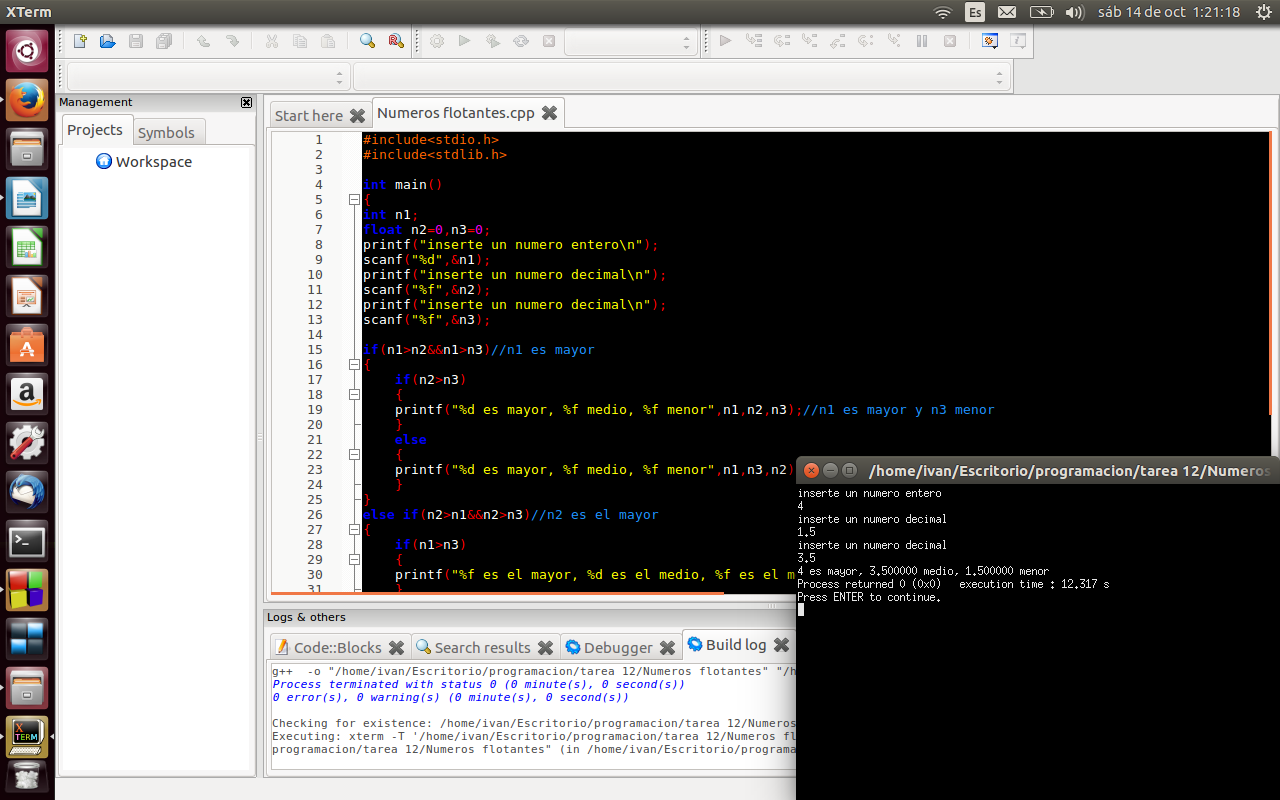 XTerm
Es
sáb 14 de oct 1:21:18
Management
Projects
Symbols
Workspace
Start here
Numeros flotantes.cpp
1 #include<stdio.h>
2 #include<stdlib.h>
3
4 int main()
5 {
6 int n1;
7 float n2=0,n3=0;
8 printf("inserte un numero entero\n");
9 scanf("%d",&n1);
10 printf("inserte un numero decimal\n");
11 scanf("%f",&n2);
12 printf("inserte un numero decimal\n");
13 scanf("%f",&n3);
14
15 if(n1>n2&&n1>n3)//n1 es mayor
16 {
17 if(n2>n3)
18 {
19 printf("%d es mayor, %f medio, %f menor",n1,n2,n3);//n1 es mayor y n3 menor
20 }
21 else
22 {
23 printf("%d es mayor, %f medio, %f menor",n1,n3,n2)
24 }
25 }
26 else if(n2>n1&&n2>n3)//n2 es el mayor
27 {
28 if(n1>n3)
29 {
30 printf("%f es el mayor, %d es el medio, %f es el m
31 }
/home/ivan/Escritorio/programacion/tarea 12/Numeros
inserte un numero entero
4
inserte un numero decimal
1.5
inserte un numero decimal
3.5
4 es mayor, 3.500000 medio, 1.500000 menor
Process returned 0 (0x0) execution time : 12.317 s
Press ENTER to continue.
Logs & others
Code::Blocks
Search results
Debugger
Build log
g++ -o "/home/ivan/Escritorio/programacion/tarea 12/Numeros flotantes" "/h
Process terminated with status 0 (0 minute(s), 0 second(s))
0 error(s), 0 warning(s) (0 minute(s), 0 second(s))
Checking for existence: /home/ivan/Escritorio/programacion/tarea 12/Numeros
Executing: xterm -T '/home/ivan/Escritorio/programacion/tarea 12/Numeros fl
programacion/tarea 12/Numeros flotantes" (in /home/ivan/Escritorio/programa
X
TERM